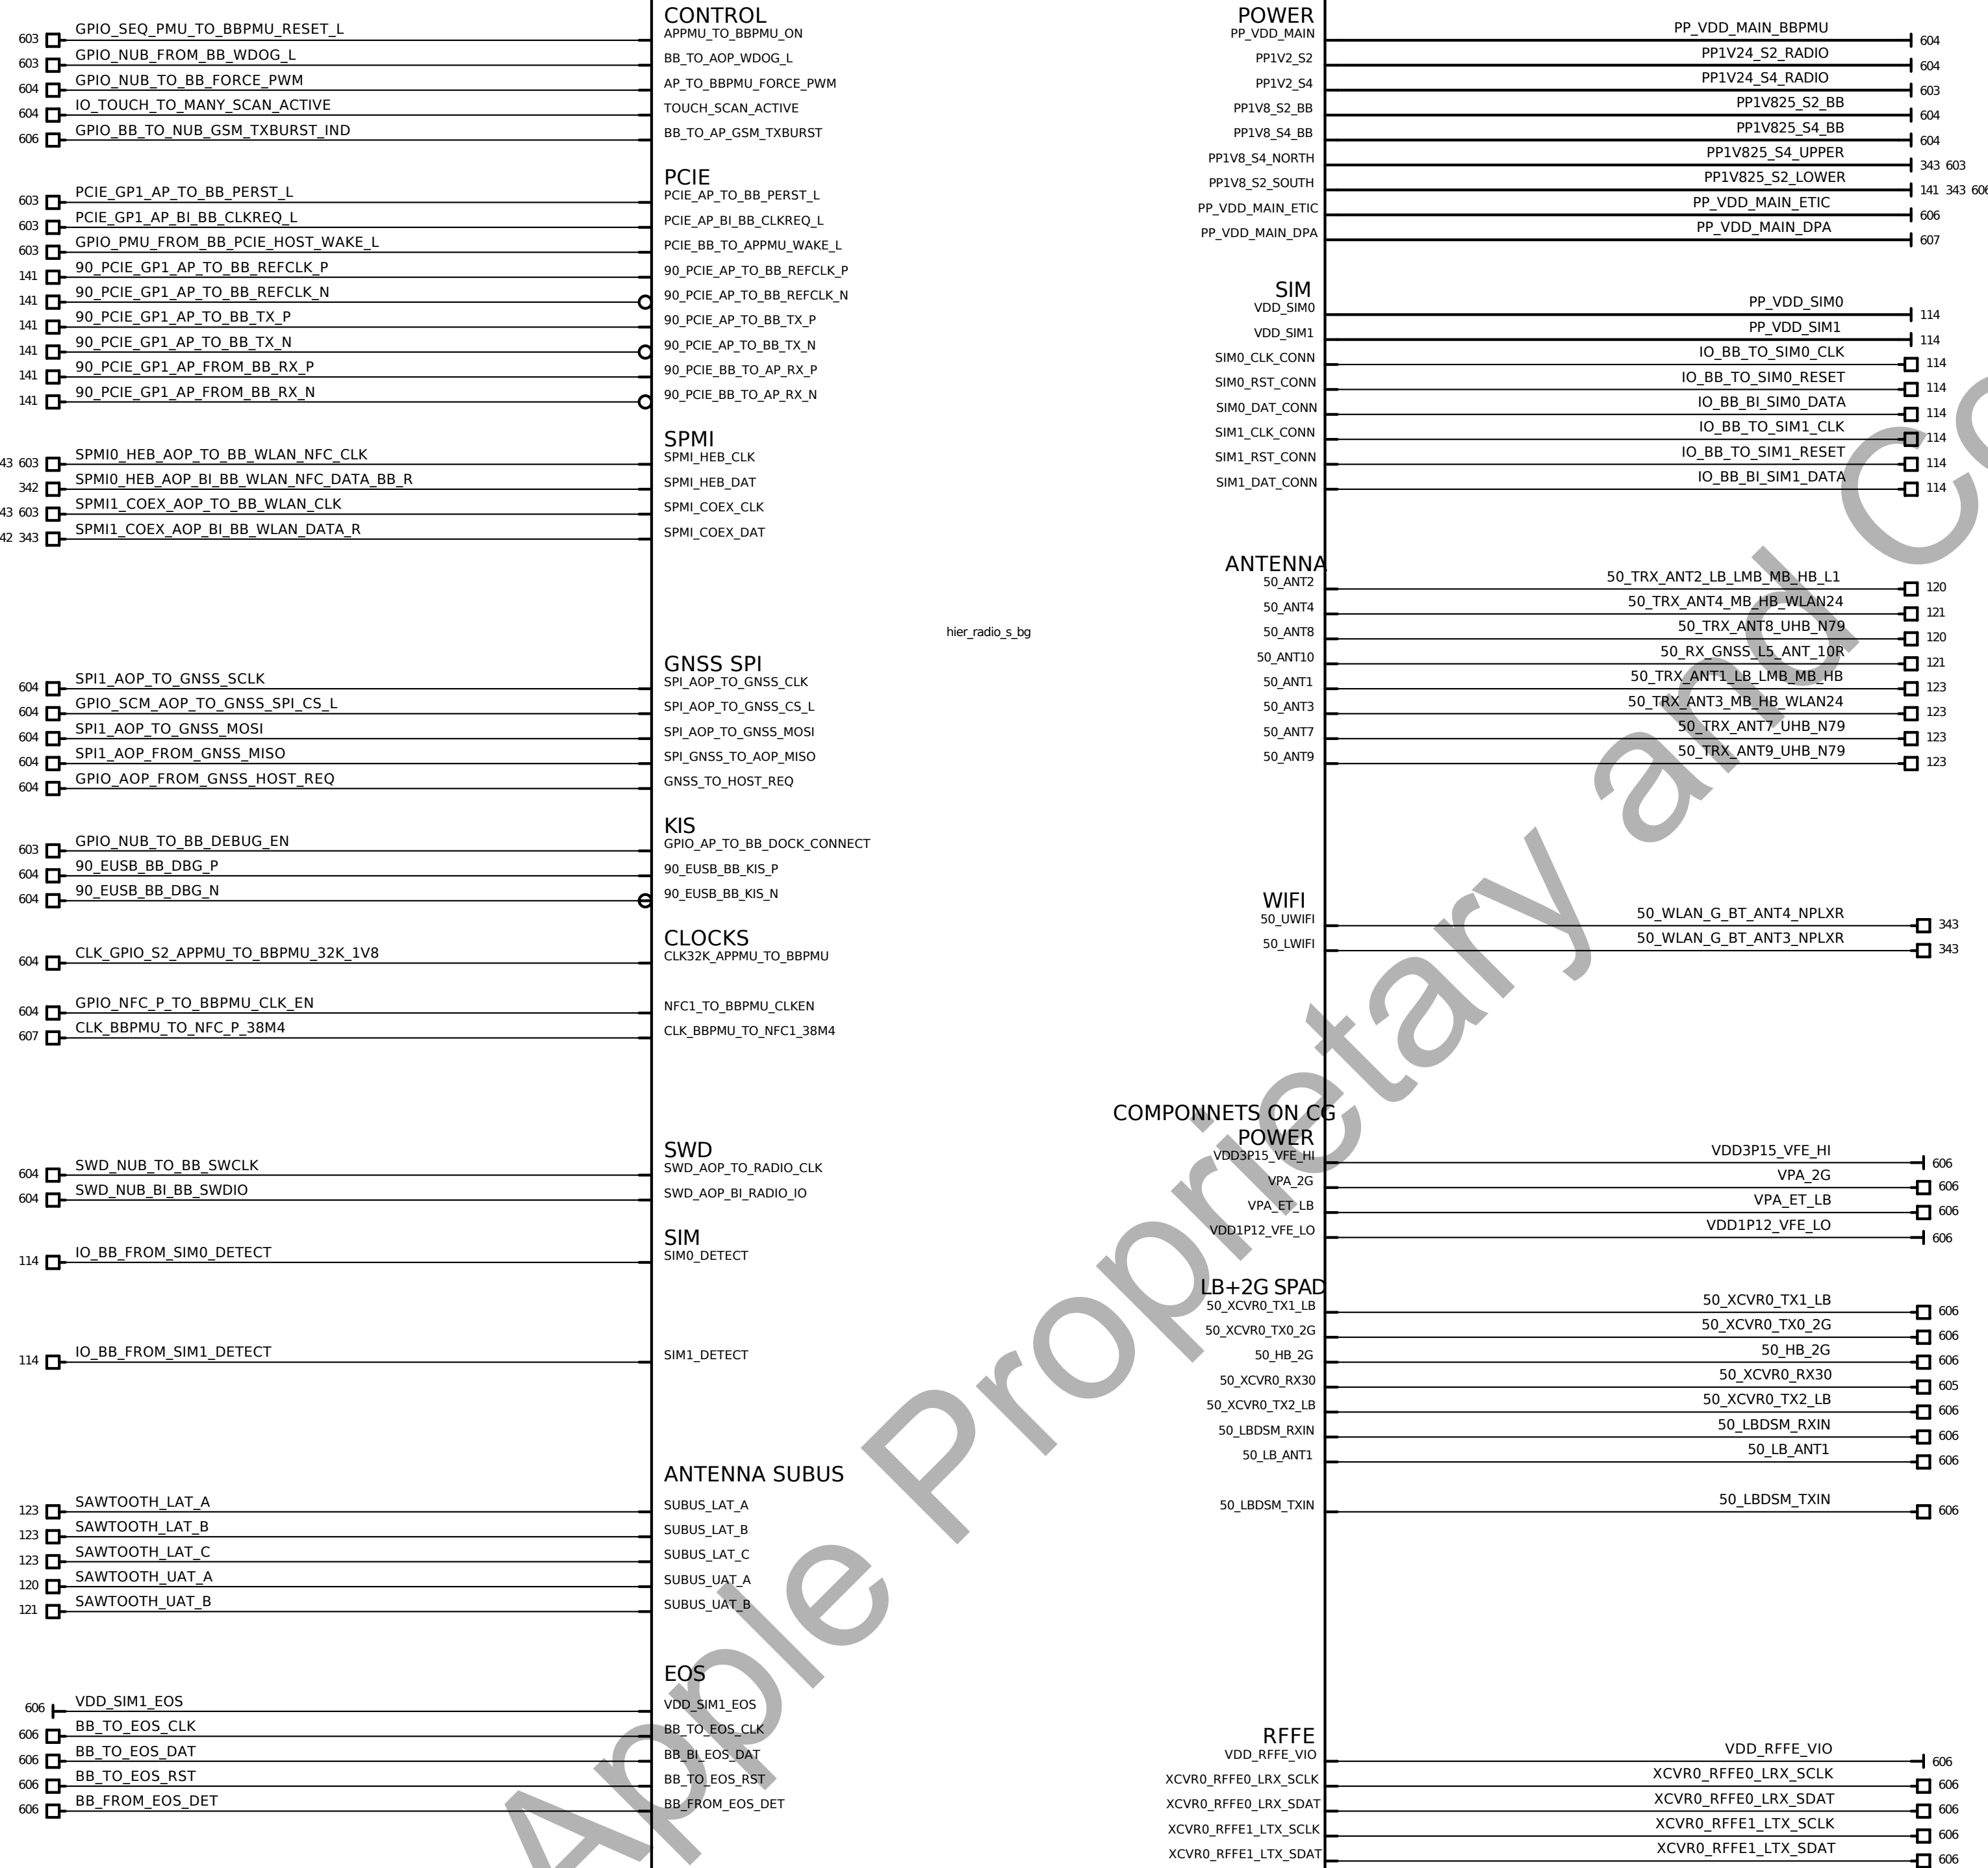 CONTROL
603 GPIO_SEQ_PMU_TO_BBPMU_RESET_L APPMU_TO_BBPMU_ON
603 GPIO_NUB_FROM_BB_WDOG_L BB_TO_AOP_WDOG_L
604 GPIO_NUB_TO_BB_FORCE_PWM AP_TO_BBPMU_FORCE_PWM
604 IO_TOUCH_TO_MANY_SCAN_ACTIVE TOUCH_SCAN_ACTIVE
606 GPIO_BB_TO_NUB_GSM_TXBURST_IND BB_TO_AP_GSM_TXBURST
PCIE
603 PCIE_GP1_AP_TO_BB_PERST_L PCIE_AP_TO_BB_PERST_L
603 PCIE_GP1_AP_BI_BB_CLKREQ_L PCIE_AP_BI_BB_CLKREQ_L
603 GPIO_PMU_FROM_BB_PCIE_HOST_WAKE_L PCIE_BB_TO_APPMU_WAKE_L
141 90_PCIE_GP1_AP_TO_BB_REFCLK_P 90_PCIE_AP_TO_BB_REFCLK_P
141 90_PCIE_GP1_AP_TO_BB_REFCLK_N 90_PCIE_AP_TO_BB_REFCLK_N
141 90_PCIE_GP1_AP_TO_BB_TX_P 90_PCIE_AP_TO_BB_TX_P
141 90_PCIE_GP1_AP_TO_BB_TX_N 90_PCIE_AP_TO_BB_TX_N
141 90_PCIE_GP1_AP_FROM_BB_RX_P 90_PCIE_BB_TO_AP_RX_P
141 90_PCIE_GP1_AP_FROM_BB_RX_N 90_PCIE_BB_TO_AP_RX_N
SPMI
43 603 SPMI0_HEB_AOP_TO_BB_WLAN_NFC_CLK SPMI_HEB_CLK
342 SPMI0_HEB_AOP_BI_BB_WLAN_NFC_DATA_BB_R SPMI_HEB_DAT
43 603 SPMI1_COEX_AOP_TO_BB_WLAN_CLK SPMI_COEX_CLK
42 343 SPMI1_COEX_AOP_BI_BB_WLAN_DATA_R SPMI_COEX_DAT
hier_radio_s_bg
GNSS SPI
604 SPI1_AOP_TO_GNSS_SCLK SPI_AOP_TO_GNSS_CLK
604 GPIO_SCM_AOP_TO_GNSS_SPI_CS_L SPI_AOP_TO_GNSS_CS_L
604 SPI1_AOP_TO_GNSS_MOSI SPI_AOP_TO_GNSS_MOSI
604 SPI1_AOP_FROM_GNSS_MISO SPI_GNSS_TO_AOP_MISO
604 GPIO_AOP_FROM_GNSS_HOST_REQ GNSS_TO_HOST_REQ
KIS
603 GPIO_NUB_TO_BB_DEBUG_EN GPIO_AP_TO_BB_DOCK_CONNECT
604 90_EUSB_BB_DBG_P 90_EUSB_BB_KIS_P
604 90_EUSB_BB_DBG_N 90_EUSB_BB_KIS_N
CLOCKS
604 CLK_GPIO_S2_APPMU_TO_BBPMU_32K_1V8 CLK32K_APPMU_TO_BBPMU
604 GPIO_NFC_P_TO_BBPMU_CLK_EN NFC1_TO_BBPMU_CLKEN
607 CLK_BBPMU_TO_NFC_P_38M4 CLK_BBPMU_TO_NFC1_38M4
SWD
604 SWD_NUB_TO_BB_SWCLK SWD_AOP_TO_RADIO_CLK
604 SWD_NUB_BI_BB_SWDIO SWD_AOP_BI_RADIO_IO
SIM
114 IO_BB_FROM_SIM0_DETECT SIM0_DETECT
114 IO_BB_FROM_SIM1_DETECT SIM1_DETECT
ANTENNA SUBUS
123 SAWTOOTH_LAT_A SUBUS_LAT_A
123 SAWTOOTH_LAT_B SUBUS_LAT_B
123 SAWTOOTH_LAT_C SUBUS_LAT_C
120 SAWTOOTH_UAT_A SUBUS_UAT_A
121 SAWTOOTH_UAT_B SUBUS_UAT_B
EOS
606 VDD_SIM1_EOS VDD_SIM1_EOS
606 BB_TO_EOS_CLK BB_TO_EOS_CLK
606 BB_TO_EOS_DAT BB_BI_EOS_DAT
606 BB_TO_EOS_RST BB_TO_EOS_RST
606 BB_FROM_EOS_DET BB_FROM_EOS_DET
POWER
PP_VDD_MAIN PP_VDD_MAIN_BBPMU 604
PP1V2_S2 PP1V24_S2_RADIO 604
PP1V2_S4 PP1V24_S4_RADIO 603
PP1V8_S2_BB PP1V825_S2_BB 604
PP1V8_S4_BB PP1V825_S4_BB 604
PP1V8_S4_NORTH PP1V825_S4_UPPER 343 603
PP1V8_S2_SOUTH PP1V825_S2_LOWER 141 343 606
PP_VDD_MAIN_ETIC PP_VDD_MAIN_ETIC 606
PP_VDD_MAIN_DPA PP_VDD_MAIN_DPA 607
SIM
VDD_SIM0 PP_VDD_SIM0 114
VDD_SIM1 PP_VDD_SIM1 114
SIM0_CLK_CONN IO_BB_TO_SIM0_CLK 114
SIM0_RST_CONN IO_BB_TO_SIM0_RESET 114
SIM0_DAT_CONN IO_BB_BI_SIM0_DATA 114
SIM1_CLK_CONN IO_BB_TO_SIM1_CLK 114
SIM1_RST_CONN IO_BB_TO_SIM1_RESET 114
SIM1_DAT_CONN IO_BB_BI_SIM1_DATA 114
ANTENNA
50_ANT2 50_TRX_ANT2_LB_LMB_MB_HB_L1 120
50_ANT4 50_TRX_ANT4_MB_HB_WLAN24 121
50_ANT8 50_TRX_ANT8_UHB_N79 120
50_ANT10 50_RX_GNSS_L5_ANT_10R 121
50_ANT1 50_TRX_ANT1_LB_LMB_MB_HB 123
50_ANT3 50_TRX_ANT3_MB_HB_WLAN24 123
50_ANT7 50_TRX_ANT7_UHB_N79 123
50_ANT9 50_TRX_ANT9_UHB_N79 123
WIFI
50_UWIFI 50_WLAN_G_BT_ANT4_NPLXR 343
50_LWIFI 50_WLAN_G_BT_ANT3_NPLXR 343
COMPONNETS ON CG
POWER
VDD3P15_VFE_HI VDD3P15_VFE_HI 606
VPA_2G VPA_2G 606
VPA_ET_LB VPA_ET_LB 606
VDD1P12_VFE_LO VDD1P12_VFE_LO 606
LB+2G SPAD
50_XCVR0_TX1_LB 50_XCVR0_TX1_LB 606
50_XCVR0_TX0_2G 50_XCVR0_TX0_2G 606
50_HB_2G 50_HB_2G 606
50_XCVR0_RX30 50_XCVR0_RX30 605
50_XCVR0_TX2_LB 50_XCVR0_TX2_LB 606
50_LBDSM_RXIN 50_LBDSM_RXIN 606
50_LB_ANT1 50_LB_ANT1 606
50_LBDSM_TXIN 50_LBDSM_TXIN 606
RFFE
VDD_RFFE_VIO VDD_RFFE_VIO 606
XCVR0_RFFE0_LRX_SCLK XCVR0_RFFE0_LRX_SCLK 606
XCVR0_RFFE0_LRX_SDAT XCVR0_RFFE0_LRX_SDAT 606
XCVR0_RFFE1_LTX_SCLK XCVR0_RFFE1_LTX_SCLK 606
XCVR0_RFFE1_LTX_SDAT XCVR0_RFFE1_LTX_SDAT 606
Apple Proprietary and Co